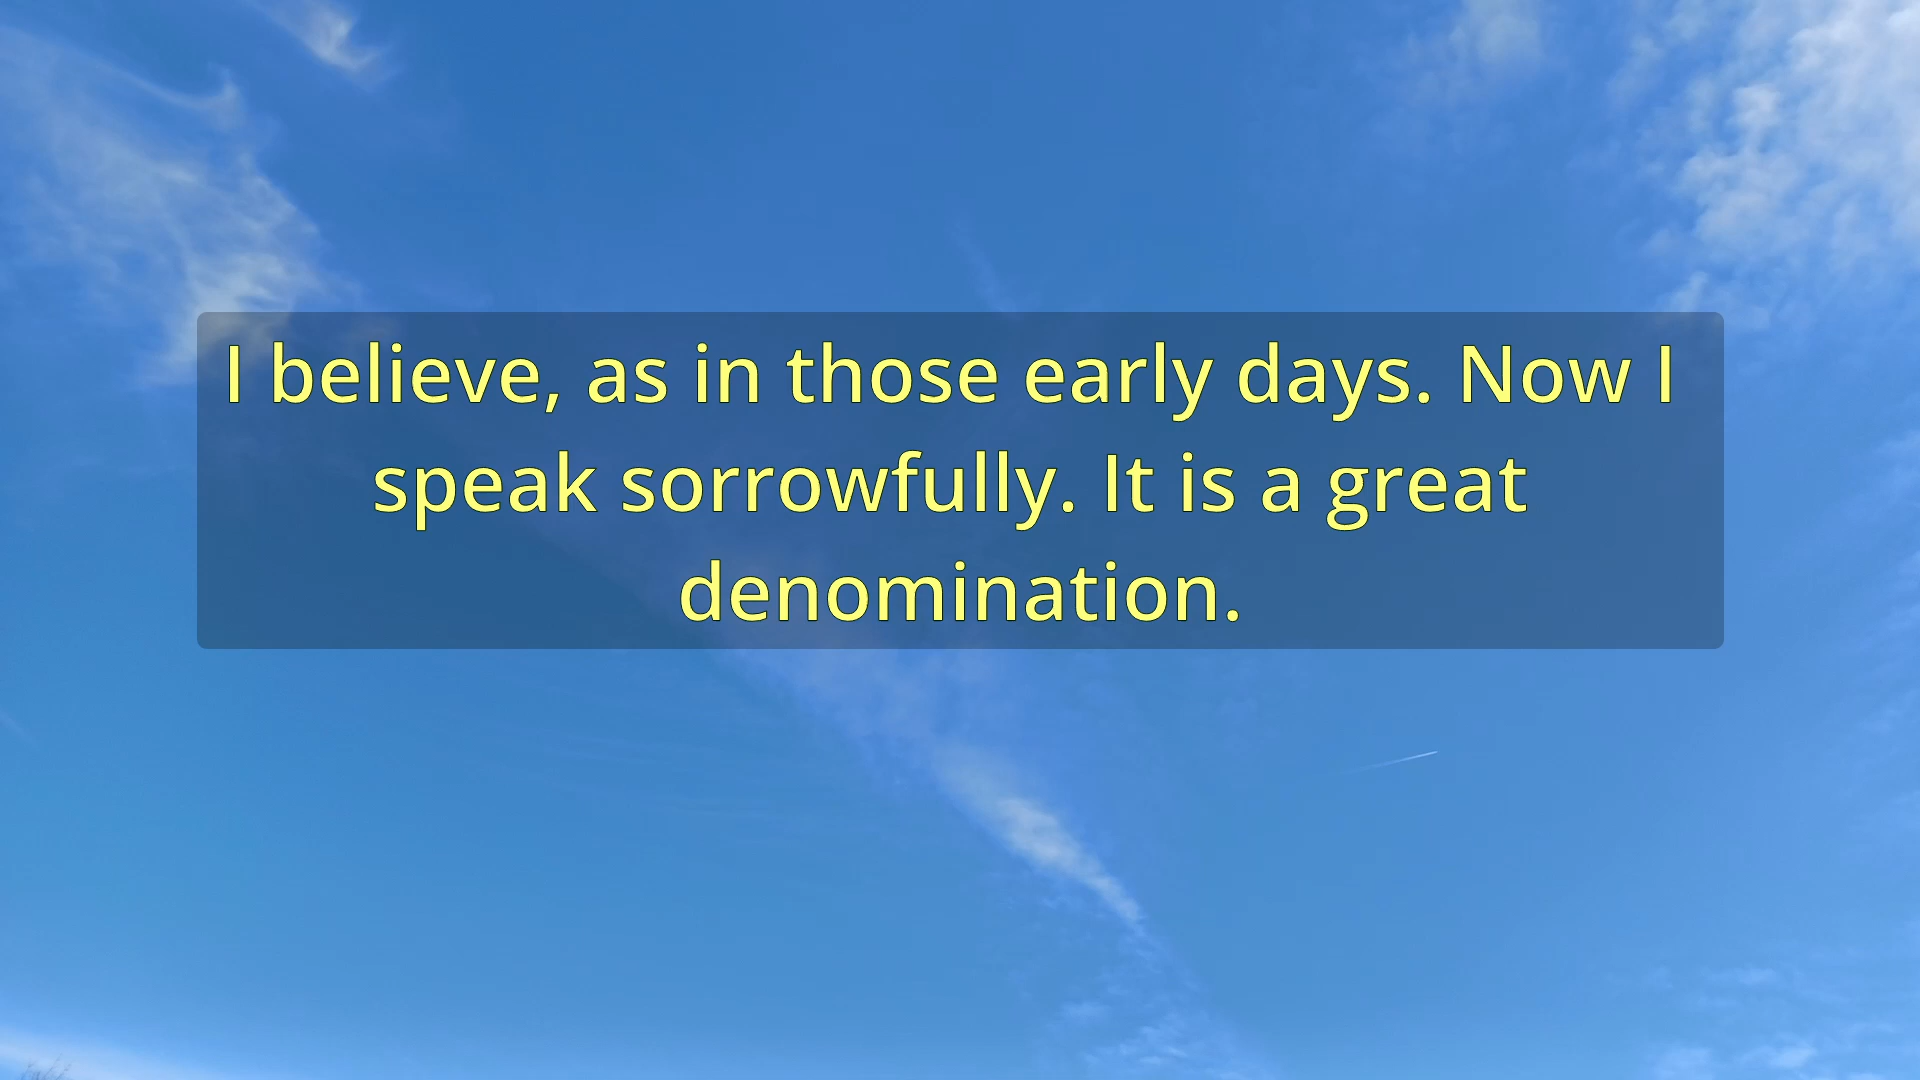 I believe, as in those early days. Now I
speak sorrowfully. It is a great
denomination.